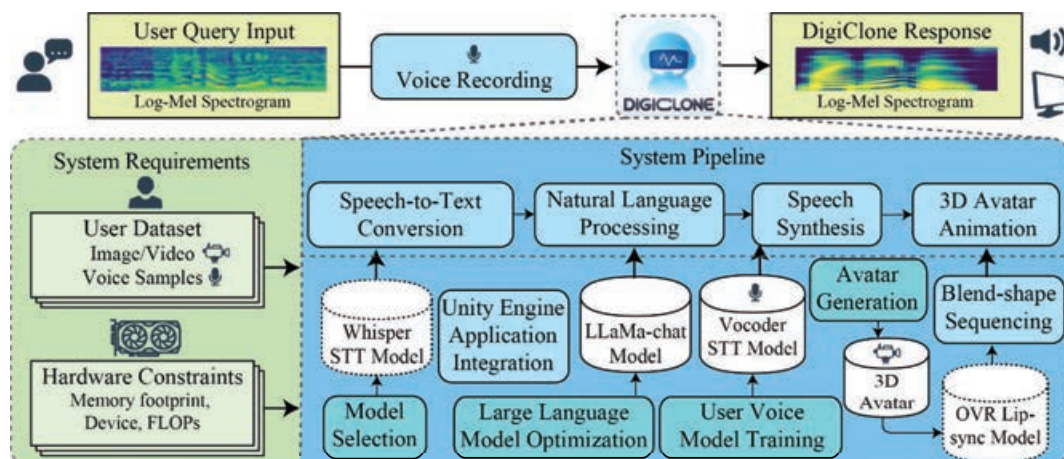 User Query Input
Log-Mel Spectrogram
Voice Recording
DIGICLONE
DigiClone Response
Log-Mel Spectrogram
System Requirements
User Dataset
Image/Video
Voice Samples
Hardware Constraints
Memory footprint,
Device, FLOPs
System Pipeline
Speech-to-Text
Conversion
Natural Language
Processing
Speech
Synthesis
3D Avatar
Animation
Whisper
STT Model
Unity Engine
Application
Integration
LLaMa-chat
Model
Vocoder
STT Model
Avatar
Generation
3D
Avatar
Blend-shape
Sequencing
Model
Selection
Large Language
Model Optimization
User Voice
Model Training
OVR Lip-
sync Model